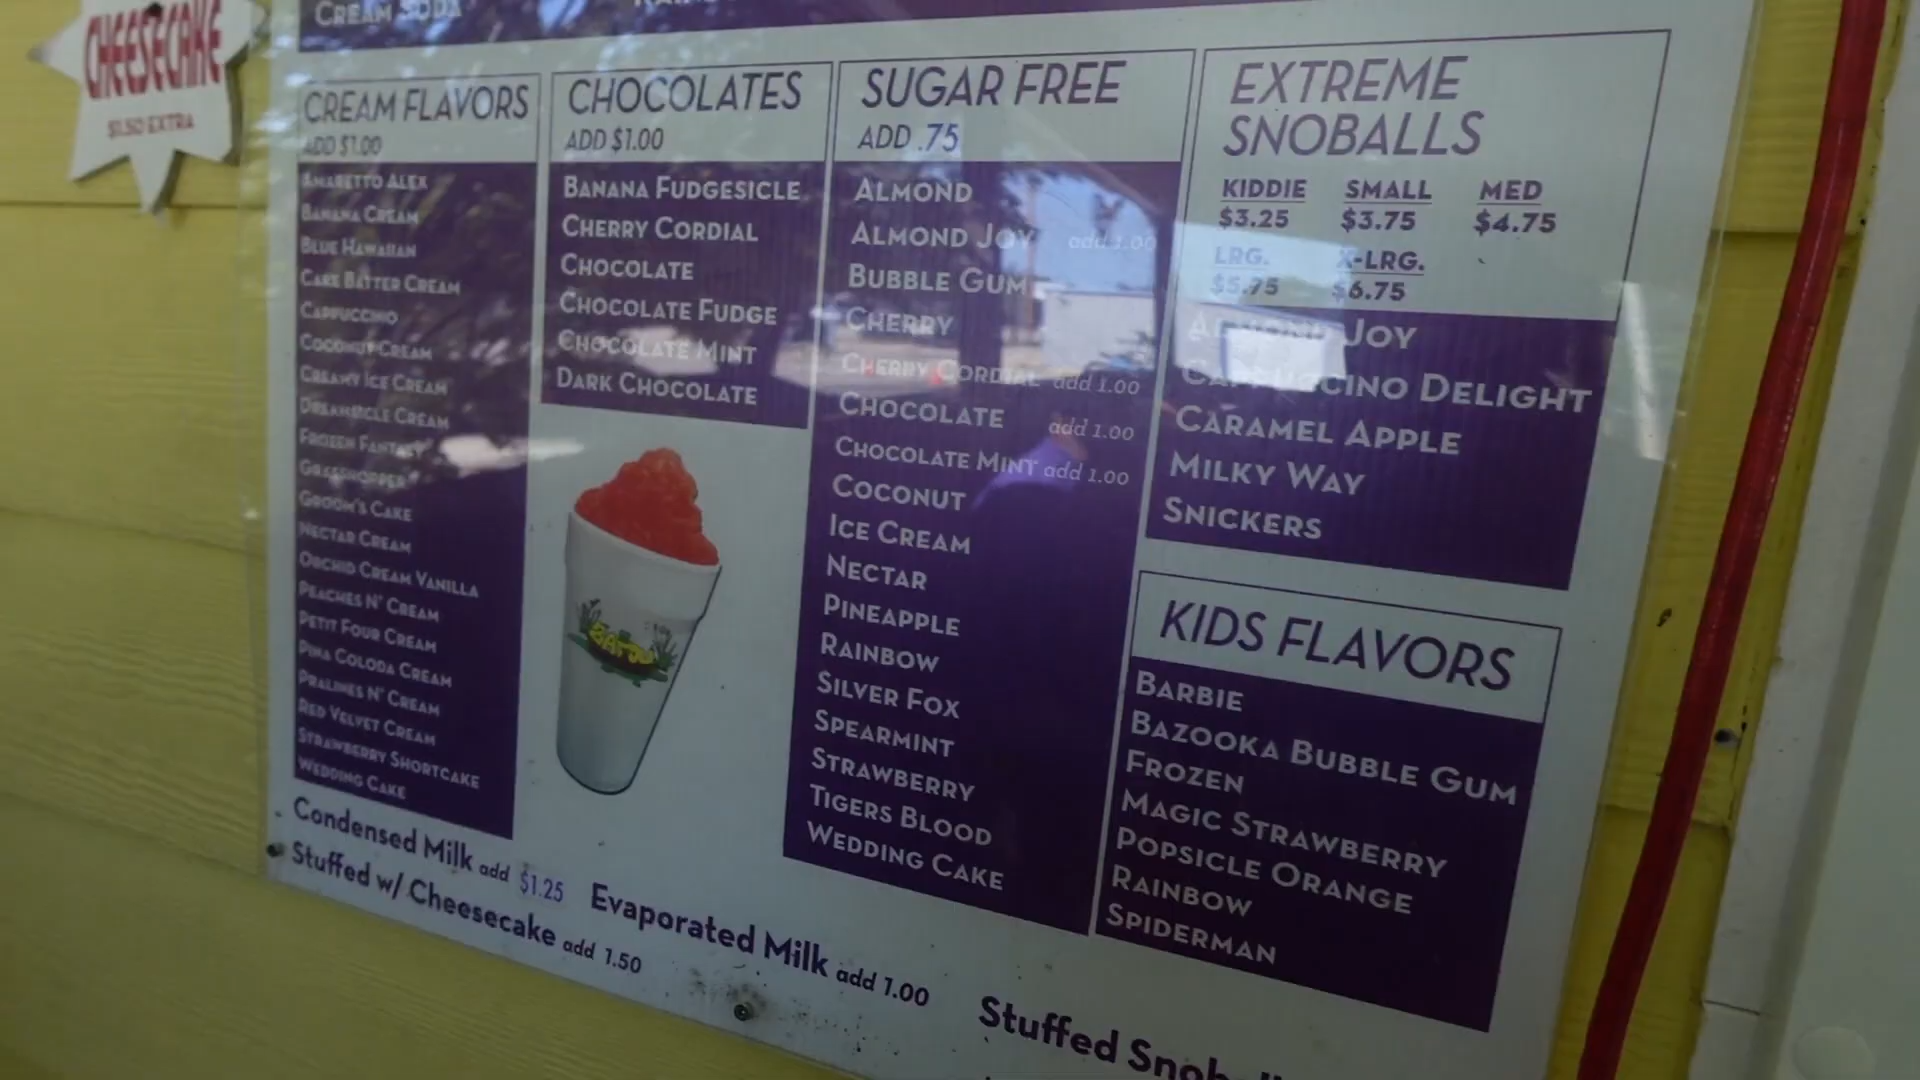 CREAM SODA
CHEESECAKE
$1.50 EXTRA
CREAM FLAVORS
ADD $1.00
AMARETTO ALEX
BANANA CREAM
BLUE HAWAIIAN
CAKE BATTER CREAM
CAPPUCCINO
COCONUT CREAM
CREAMY ICE CREAM
DREAMSICLE CREAM
FROZEN FANTASY
GRASSHOPPER
GROOM'S CAKE
NECTAR CREAM
ORCHID CREAM VANILLA
PEACHES N' CREAM
PETIT FOUR CREAM
PINA COLODA CREAM
PRALINES N' CREAM
RED VELVET CREAM
STRAWBERRY SHORTCAKE
WEDDING CAKE
CHOCOLATES
ADD $1.00
BANANA FUDGESICLE
CHERRY CORDIAL
CHOCOLATE
CHOCOLATE FUDGE
CHOCOLATE MINT
DARK CHOCOLATE
SUGAR FREE
ADD .75
ALMOND
ALMOND JOY add 1.00
BUBBLE GUM
CHERRY
CHERRY CORDIAL add 1.00
CHOCOLATE add 1.00
CHOCOLATE MINT add 1.00
COCONUT
ICE CREAM
NECTAR
PINEAPPLE
RAINBOW
SILVER FOX
SPEARMINT
STRAWBERRY
TIGERS BLOOD
WEDDING CAKE
EXTREME
SNOBALLS
KIDDIE SMALL MED
$3.25 $3.75 $4.75
LRG. X-LRG.
$5.75 $6.75
ALMOND JOY
CAPPUCCINO DELIGHT
CARAMEL APPLE
MILKY WAY
SNICKERS
KIDS FLAVORS
BARBIE
BAZOOKA BUBBLE GUM
FROZEN
MAGIC STRAWBERRY
POPSICLE ORANGE
RAINBOW
SPIDERMAN
Condensed Milk add $1.25 Evaporated Milk add 1.00
Stuffed w/ Cheesecake add 1.50
Stuffed